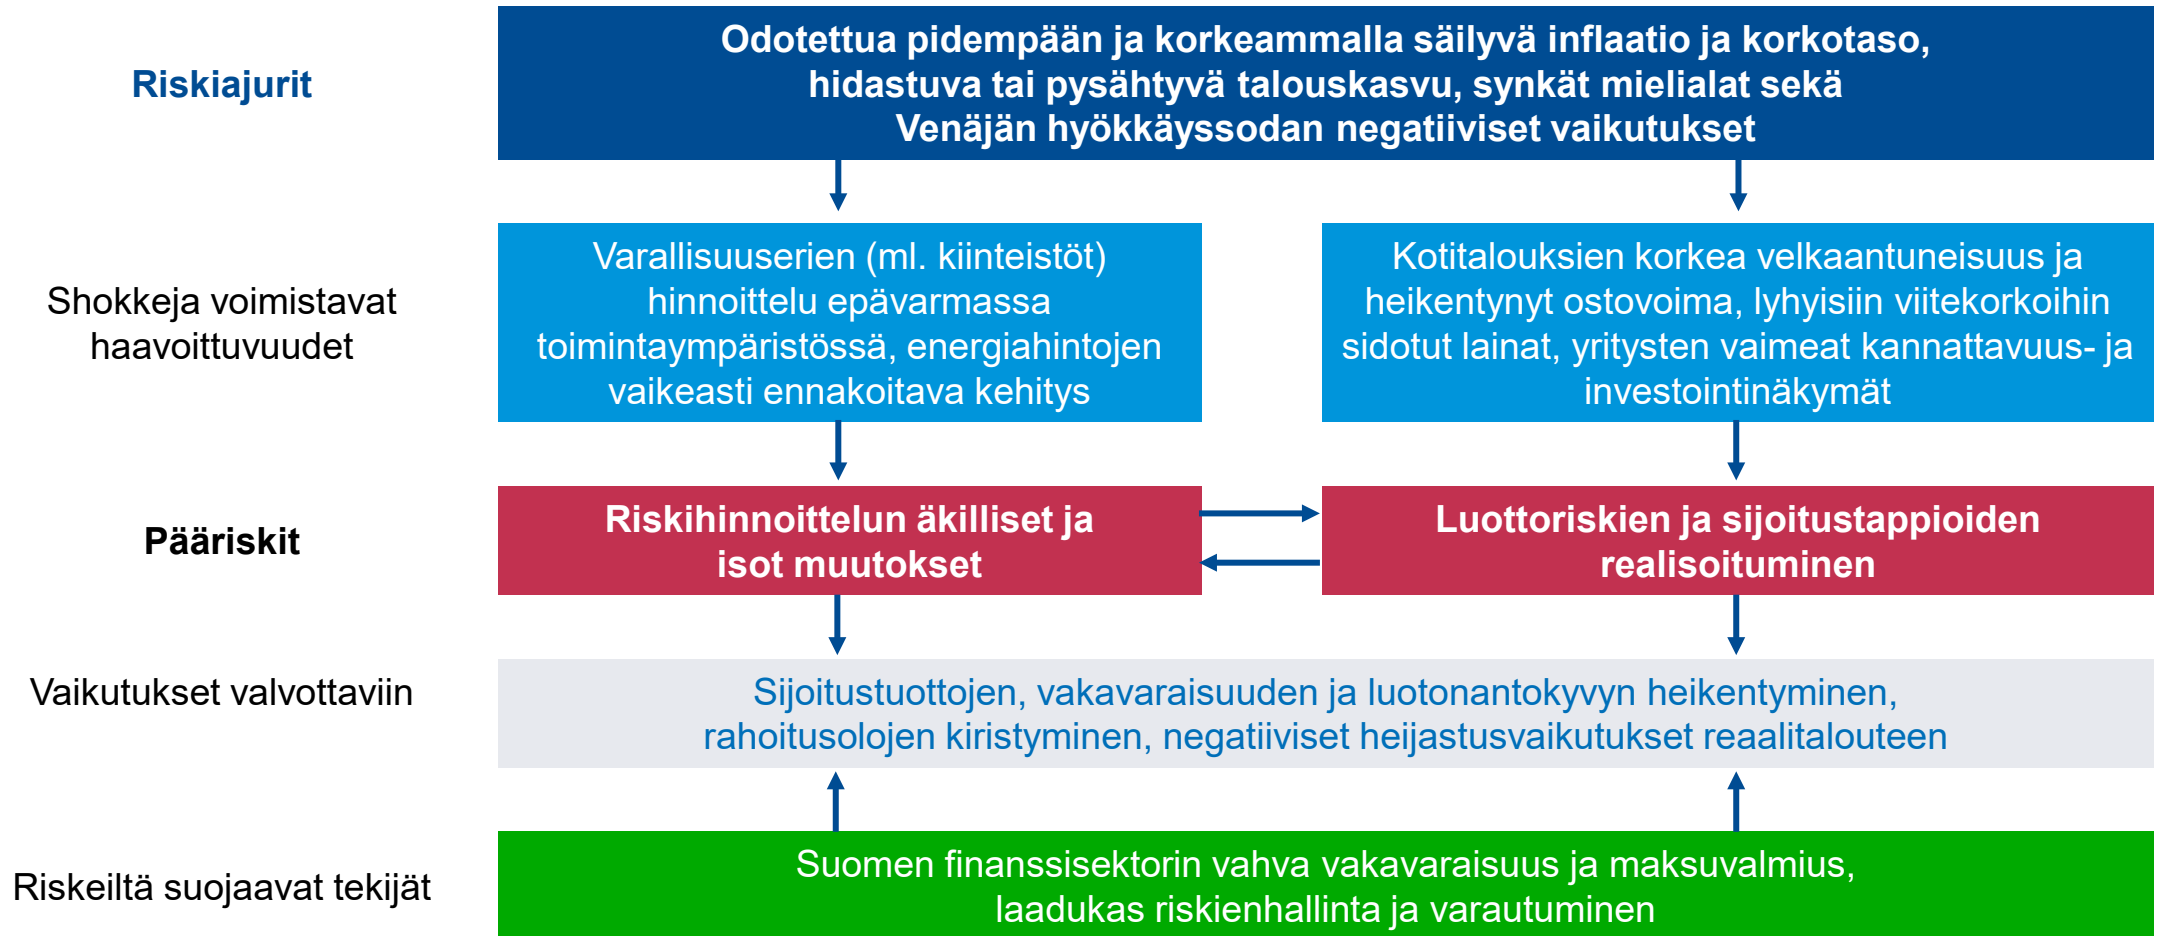 Riskiajurit
Odotettua pidempään ja korkeammalla säilyvä inflaatio ja korkotaso,
hidastuva tai pysähtyvä talouskasvu, synkät mielialat sekä
Venäjän hyökkäyssodan negatiiviset vaikutukset
Shokkeja voimistavat
haavoittuvuudet
Varallisuuserien (ml. kiinteistöt)
hinnoittelu epävarmassa
toimintaympäristössä, energiahintojen
vaikeasti ennakoitava kehitys
Kotitalouksien korkea velkaantuneisuus ja
heikentynyt ostovoima, lyhyisiin viitekorkoihin
sidotut lainat, yritysten vaimeat kannattavuus- ja
investointinäkymät
Pääriskit
Riskihinnoittelun äkilliset ja
isot muutokset
Luottoriskien ja sijoitustappioiden
realisoituminen
Vaikutukset valvottaviin
Sijoitustuottojen, vakavaraisuuden ja luotonantokyvyn heikentyminen,
rahoitusolojen kiristyminen, negatiiviset heijastusvaikutukset reaalitalouteen
Riskeiltä suojaavat tekijät
Suomen finanssisektorin vahva vakavaraisuus ja maksuvalmius,
laadukas riskienhallinta ja varautuminen